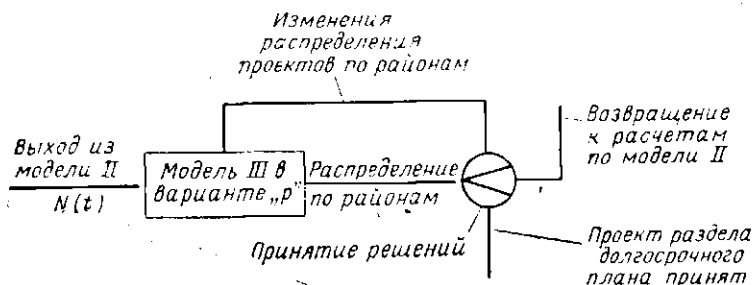 Изменения
распределения
проектов по районам
Выход из
модели II
N(t)
Модель III в
варианте „р”
Распределение
по районам
Возвращение
к расчетам
по модели II
Принятие решений
Проект раздела
долгосрочного
плана принят